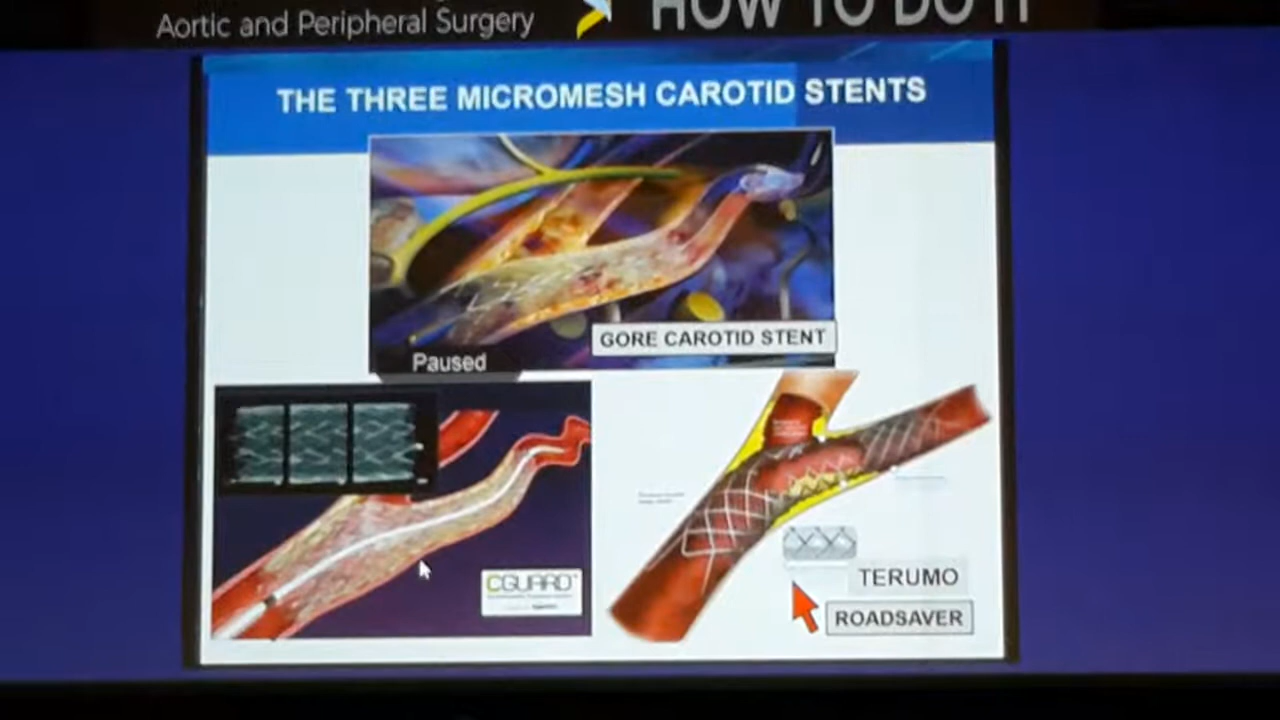 Aortic and Peripheral Surgery
HOW TO DO IT
THE THREE MICROMESH CAROTID STENTS
GORE CAROTID STENT
Paused
CGUARD
TERUMO
ROADSAVER